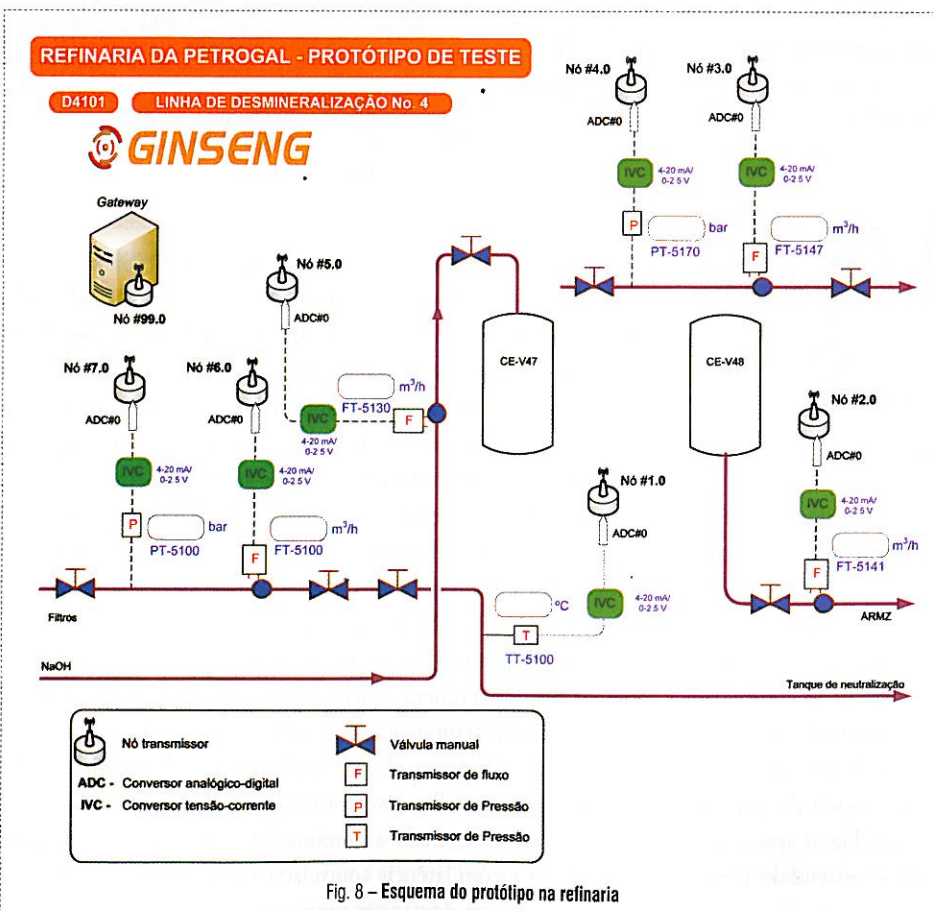 REFINARIA DA PETROGAL - PROTÓTIPO DE TESTE
D4101
LINHA DE DESMINERALIZAÇÃO No. 4
GINSENG
Gateway
Nó #99.0
Nó #4.0
ADC#0
IVC
4-20 mA/
0-2 5 V
P
bar
PT-5170
Nó #3.0
ADC#0
IVC
4-20 mA/
0-2 5 V
F
m³/h
FT-5147
Nó #5.0
ADC#0
IVC
4-20 mA/
0-2 5 V
m³/h
FT-5130
F
CE-V47
CE-V48
Nó #7.0
ADC#0
IVC
4-20 mA/
0-2 5 V
P
bar
PT-5100
Nó #6.0
ADC#0
IVC
4-20 mA/
0-2 5 V
F
m³/h
FT-5100
Nó #1.0
ADC#0
IVC
4-20 mA/
0-2.5 V
ºC
T
TT-5100
Nó #2.0
ADC#0
IVC
4-20 mA/
0-2 5 V
F
m³/h
FT-5141
Filtros
ARMZ
NaOH
Tanque de neutralização
Nó transmissor
ADC - Conversor analógico-digital
IVC - Conversor tensão-corrente
Válvula manual
F Transmissor de fluxo
P Transmissor de Pressão
T Transmissor de Pressão
Fig. 8 – Esquema do protótipo na refinaria